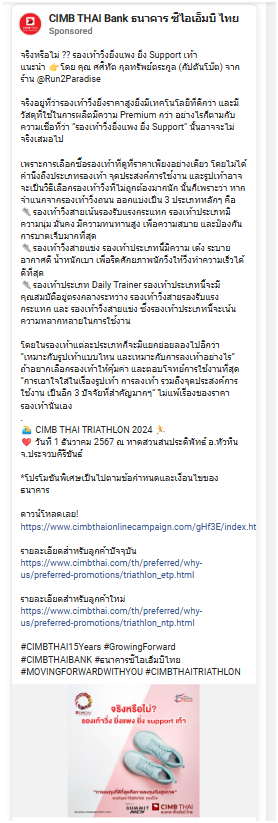 CIMB THAI Bank ธนาคาร ซีไอเอ็มบี ไทย
Sponsored
จริงหรือไม่ ?? รองเท้าวิ่งยิ่งแพง ยิ่ง Support เท้า
แนะนำ 👉 โดย คุณ ศศิทัต กุลทรัพย์ตระกูล (กัปตันโบ๊ต) จาก
ร้าน @Run2Paradise
จริงอยู่ที่ว่ารองเท้าวิ่งยิ่งราคาสูงยิ่งมีเทคโนโลยีที่ดีกว่า และมี
วัสดุที่ใช้ในการผลิตมีความ Premium กว่า อย่างไรก็ตามกับ
ความเชื่อที่ว่า "รองเท้าวิ่งยิ่งแพง ยิ่ง Support" นั้นอาจจะไม่
จริงเสมอไป
เพราะการเลือกซื้อรองเท้าที่ดูที่ราคาเพียงอย่างเดียว โดยไม่ได้
คำนึงถึงประเภทรองเท้า จุดประสงค์การใช้งาน และรูปเท้าอาจ
จะเป็นวิธีเลือกรองเท้าวิ่งที่ไม่ถูกต้องมากนัก นั้นก็เพราะว่า หาก
จำแนกจากรองเท้าวิ่งถนน ออกแบ่งเป็น 3 ประเภทหลักๆ คือ
รองเท้าวิ่งสายเน้นรองรับแรงกระแทก รองเท้าประเภทมี
ความนุ่ม มั่นคง มีความทนทานสูง เพื่อความสบาย และป้องกัน
การบาดเจ็บมากที่สุด
รองเท้าวิ่งสายแข่ง รองเท้าประเภทนี้มีความ เด้ง ระบาย
อากาศดี น้ำหนักเบา เพื่อรีดศักยภาพนักวิ่งให้วิ่งทำความเร็วได้
ดีที่สุด
รองเท้าประเภท Daily Trainer รองเท้าประเภทนี้จะมี
คุณสมบัติอยู่ตรงกลางระหว่าง รองเท้าวิ่งสายรองรับแรง
กระแทก และ รองเท้าวิ่งสายแข่ง ซึ่งรองเท้าประเภทนี้จะเน้น
ความหลากหลายในการใช้งาน
โดยในรองเท้าแต่ละประเภทก็จะมีแยกย่อยลองไปอีกว่า
"เหมาะกับรูปเท้าแบบไหน และเหมาะกับการลงเท้าอย่างไร"
ถ้าอยากเลือกรองเท้าให้คุ้มค่า และตอบโจทย์การใช้งานที่สุด
"การเอาใจใส่ในเรื่องรูปเท้า การลงเท้า รวมถึงจุดประสงค์การ
ใช้งาน เป็นอีก 3 ปัจจัยที่สำคัญมากๆ" ไม่แพ้เรื่องของราคา
รองเท้านั่นเอง
.
🏊 CIMB THAI TRIATHLON 2024 🏃
❤️ วันที่ 1 ธันวาคม 2567 ณ หาดสวนสนประดิพัทธ์ อ.หัวหิน
จ.ประจวบคีรีขันธ์
*โปรโมชันพิเศษเป็นไปตามข้อกำหนดและเงื่อนไขของ
ธนาคาร
ดาวน์โหลดเลย!
https://www.cimbthaionlinecampaign.com/gHf3E/index.ht
รายละเอียดสำหรับลูกค้าปัจจุบัน
https://www.cimbthai.com/th/preferred/why-
us/preferred-promotions/triathlon_etp.html
รายละเอียดสำหรับลูกค้าใหม่
https://www.cimbthai.com/th/preferred/why-
us/preferred-promotions/triathlon_ntp.html
#CIMBTHAI15Years #GrowingForward
#CIMBTHAIBANK #ธนาคารซีไอเอ็มบีไทย
#MOVINGFORWARDWITHYOU #CIMBTHAITRIATHLON
จริงหรือไม่?
รองเท้าวิ่ง ยิ่งแพง ยิ่ง support เท้า
CIMB THAI